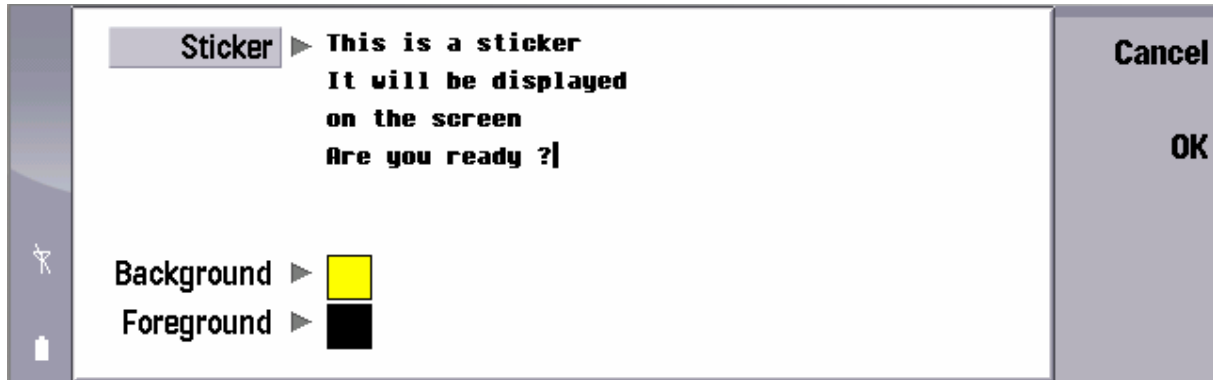 Sticker This is a sticker Cancel
It will be displayed
on the screen
Are you ready ? OK
Background
Foreground